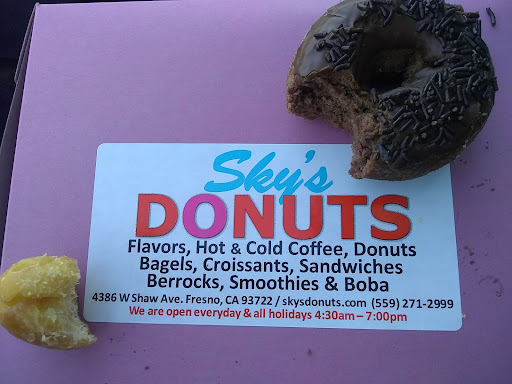 Sky's
DONUTS
Flavors, Hot & Cold Coffee, Donuts
Bagels, Croissants, Sandwiches
Berrocks, Smoothies & Boba
4386 W Shaw Ave. Fresno, CA 93722 / skysdonuts.com (559) 271-2999
We are open everyday & all holidays 4:30am – 7:00pm